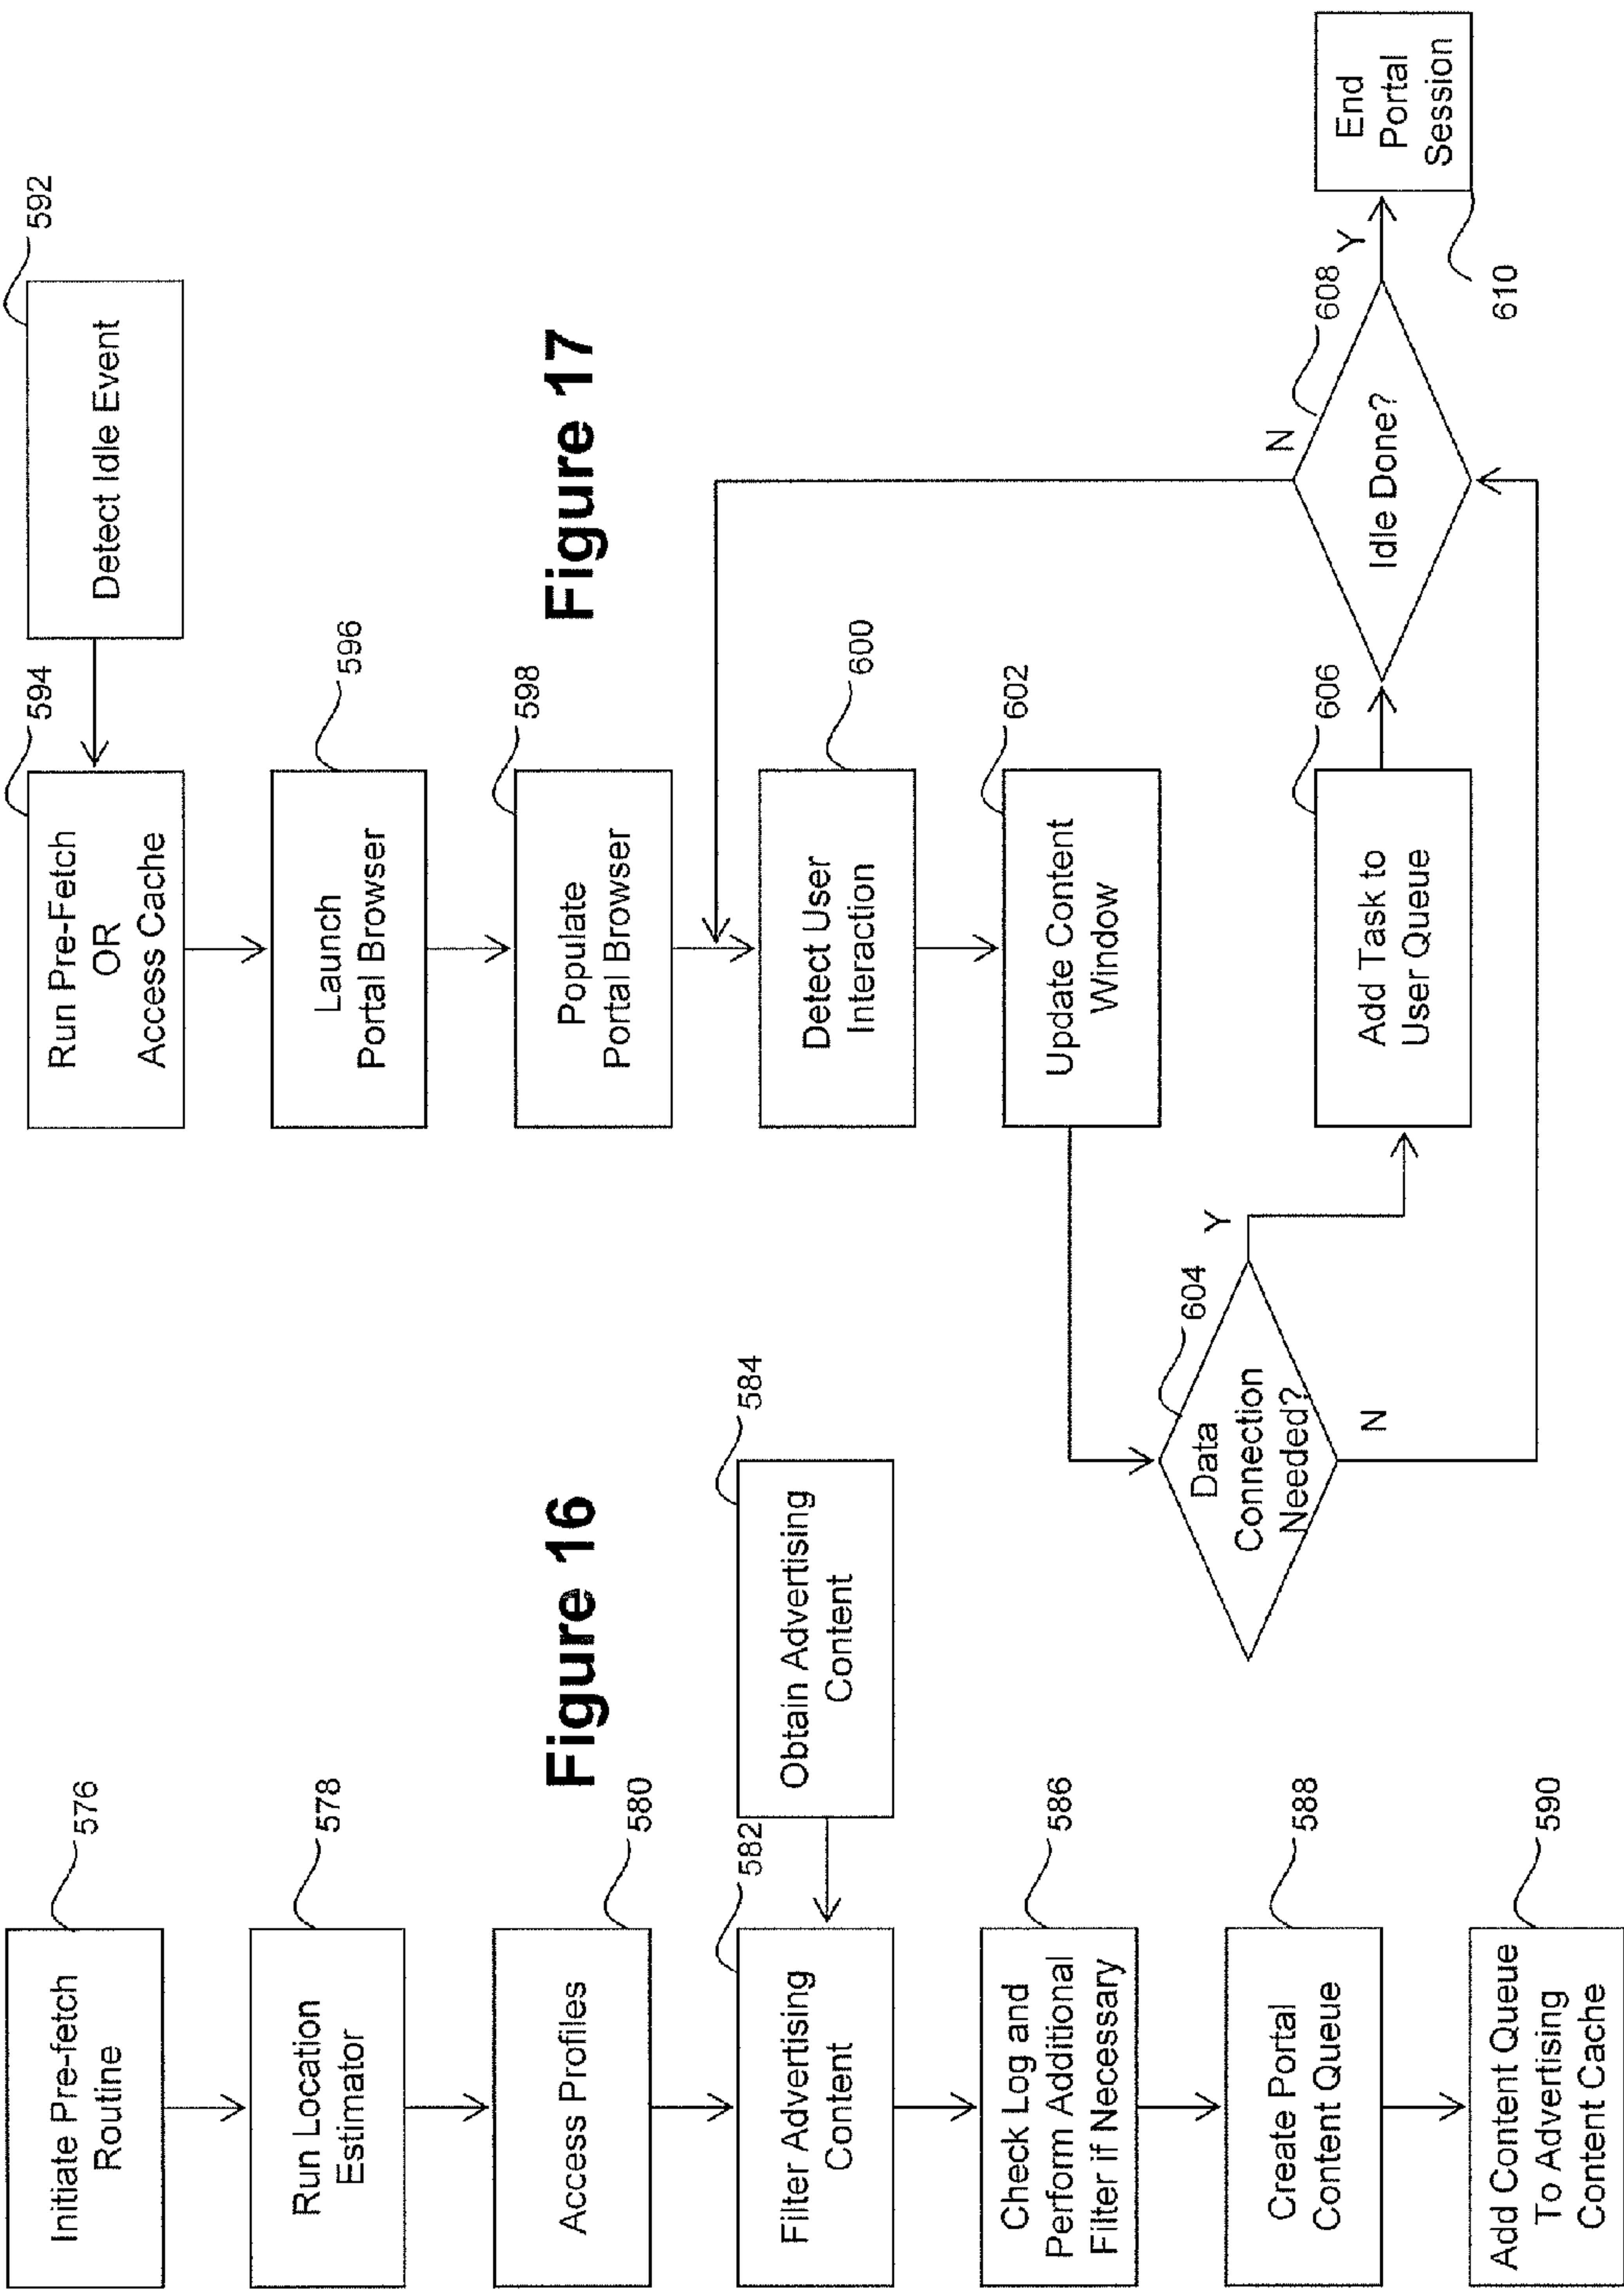 Figure 16
576
Initiate Pre-fetch
Routine
578
Run Location
Estimator
580
Access Profiles
582
Filter Advertising
Content
584
Obtain Advertising
Content
586
Check Log and
Perform Additional
Filter if Necessary
588
Create Portal
Content Queue
590
Add Content Queue
To Advertising
Content Cache
Figure 17
592
Detect Idle Event
594
Run Pre-Fetch
OR
Access Cache
596
Launch
Portal Browser
598
Populate
Portal Browser
600
Detect User
Interaction
602
Update Content
Window
604
Data
Connection
Needed?
Y
N
606
Add Task to
User Queue
608
Idle Done?
N
Y
610
End
Portal
Session